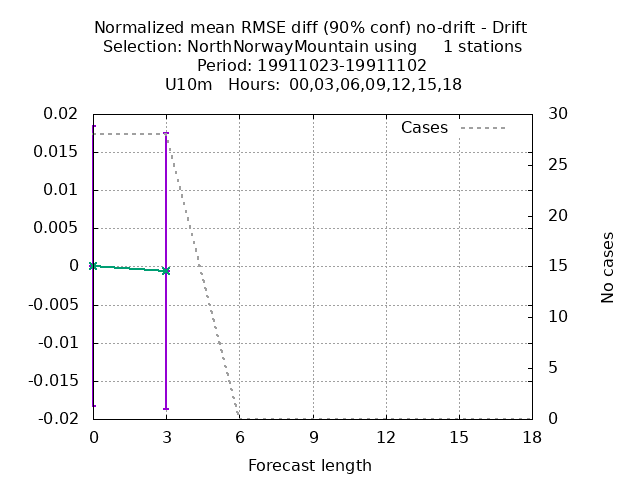 Normalized mean RMSE diff (90% conf) no-drift - Drift
Selection: NorthNorwayMountain using 1 stations
Period: 19911023-19911102
U10m Hours: 00,03,06,09,12,15,18
Cases
0.02
0.015
0.01
0.005
0
-0.005
-0.01
-0.015
-0.02
30
25
20
15
10
5
0
No cases
0 3 6 9 12 15 18
Forecast length